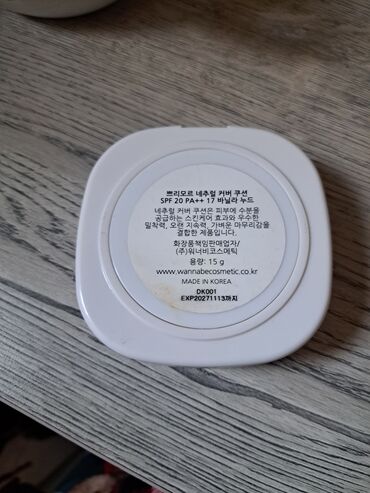 쁘리모르 네추럴 커버 쿠션
SPF 20 PA++ 17 바닐라 누드
네추럴 커버 쿠션은 피부에 수분을
공급하는 스킨케어 효과와 우수한
밀착력, 오랜 지속력, 가벼운 마무리감을
결합한 제품입니다.
화장품책임판매업자/
(주)워너비코스메틱
용량: 15 g
www.wannabecosmetic.co.kr
MADE IN KOREA
DK001
EXP20271113까지